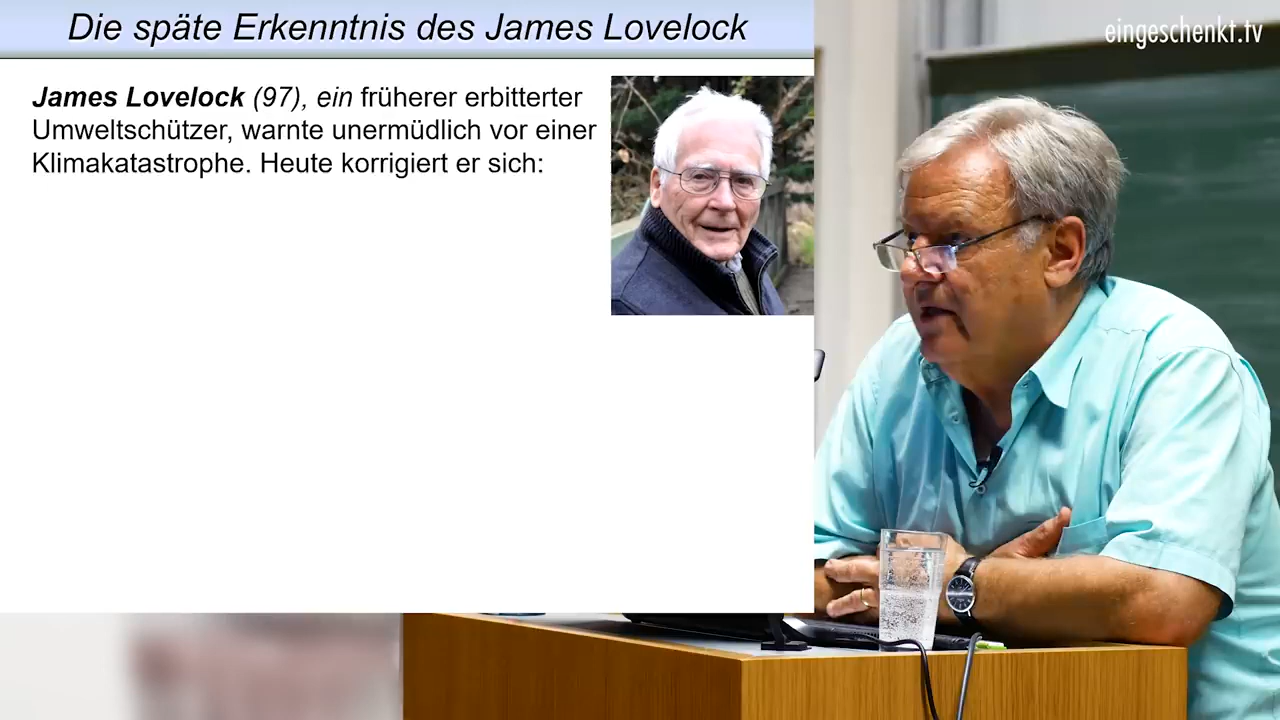 Die späte Erkenntnis des James Lovelock
eingeschenkt.tv
James Lovelock (97), ein früherer erbitterter
Umweltschützer, warnte unermüdlich vor einer
Klimakatastrophe. Heute korrigiert er sich: